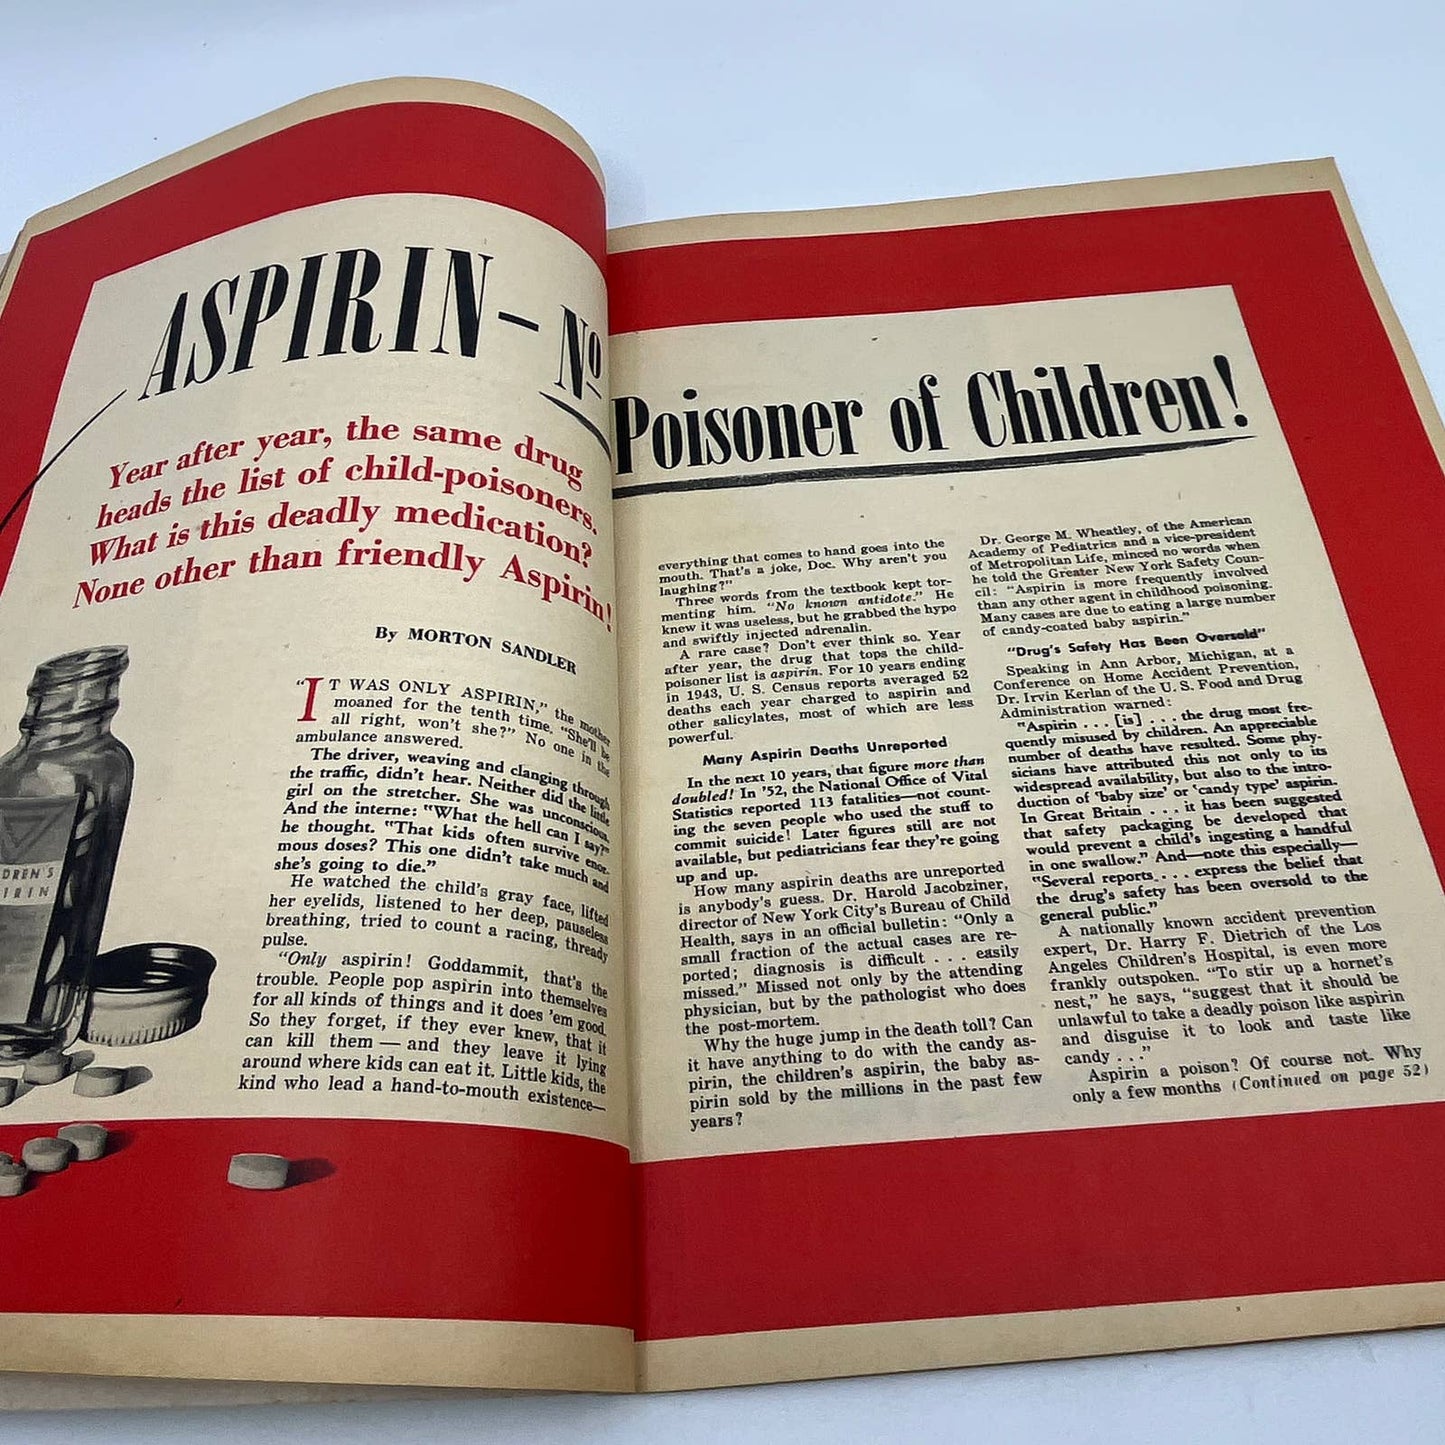 ASPIRIN – Nº
Poisoner of Children!
Year after year, the same drug
heads the list of child-poisoners.
What is this deadly medication?
None other than friendly Aspirin!
By MORTON SANDLER
DREN'S
PIRIN
"IT WAS ONLY ASPIRIN," the mother
moaned for the tenth time. "She'll be
all right, won't she?" No one in the
ambulance answered.
The driver, weaving and clanging through
the traffic, didn't hear. Neither did the little
girl on the stretcher. She was unconscious.
And the interne: "What the hell can I say?"
he thought. "That kids often survive enor-
mous doses? This one didn't take much and
she's going to die."
He watched the child's gray face, lifted
her eyelids, listened to her deep, pauseless
breathing, tried to count a racing, thready
pulse.
"Only aspirin! Goddammit, that's the
trouble. People pop aspirin into themselves
for all kinds of things and it does 'em good.
So they forget, if they ever knew, that it
can kill them — and they leave it lying
around where kids can eat it. Little kids, the
kind who lead a hand-to-mouth existence—
everything that comes to hand goes into the
mouth. That's a joke, Doc. Why aren't you
laughing?"
Three words from the textbook kept tor-
menting him. "No known antidote." He
knew it was useless, but he grabbed the hypo
and swiftly injected adrenalin.
A rare case? Don't ever think so. Year
after year, the drug that tops the child-
poisoner list is aspirin. For 10 years ending
in 1943, U. S. Census reports averaged 52
deaths each year charged to aspirin and
other salicylates, most of which are less
powerful.
Many Aspirin Deaths Unreported
In the next 10 years, that figure more than
doubled! In '52, the National Office of Vital
Statistics reported 113 fatalities—not count-
ing the seven people who used the stuff to
commit suicide! Later figures still are not
available, but pediatricians fear they're going
up and up.
How many aspirin deaths are unreported
is anybody's guess. Dr. Harold Jacobziner,
director of New York City's Bureau of Child
Health, says in an official bulletin: "Only a
small fraction of the actual cases are re-
ported; diagnosis is difficult . . . easily
missed." Missed not only by the attending
physician, but by the pathologist who does
the post-mortem.
Why the huge jump in the death toll? Can
it have anything to do with the candy as-
pirin, the children's aspirin, the baby as-
pirin sold by the millions in the past few
years?
Dr. George M. Wheatley, of the American
Academy of Pediatrics and a vice-president
of Metropolitan Life, minced no words when
he told the Greater New York Safety Coun-
cil: "Aspirin is more frequently involved
than any other agent in childhood poisoning.
Many cases are due to eating a large number
of candy-coated baby aspirin."
"Drug's Safety Has Been Oversold"
Speaking in Ann Arbor, Michigan, at a
Conference on Home Accident Prevention,
Dr. Irvin Kerlan of the U. S. Food and Drug
Administration warned:
"Aspirin . . . [is] . . . the drug most fre-
quently misused by children. An appreciable
number of deaths have resulted. Some phy-
sicians have attributed this not only to its
widespread availability, but also to the intro-
duction of 'baby size' or 'candy type' aspirin.
In Great Britain . . . it has been suggested
that safety packaging be developed that
would prevent a child's ingesting a handful
in one swallow." And—note this especially—
"Several reports . . . express the belief that
the drug's safety has been oversold to the
general public."
A nationally known accident prevention
expert, Dr. Harry F. Dietrich of the Los
Angeles Children's Hospital, is even more
frankly outspoken. "To stir up a hornet's
nest," he says, "suggest that it should be
unlawful to take a deadly poison like aspirin
and disguise it to look and taste like
candy . . ."
Aspirin a poison? Of course not. Why
only a few months (Continued on page 52)